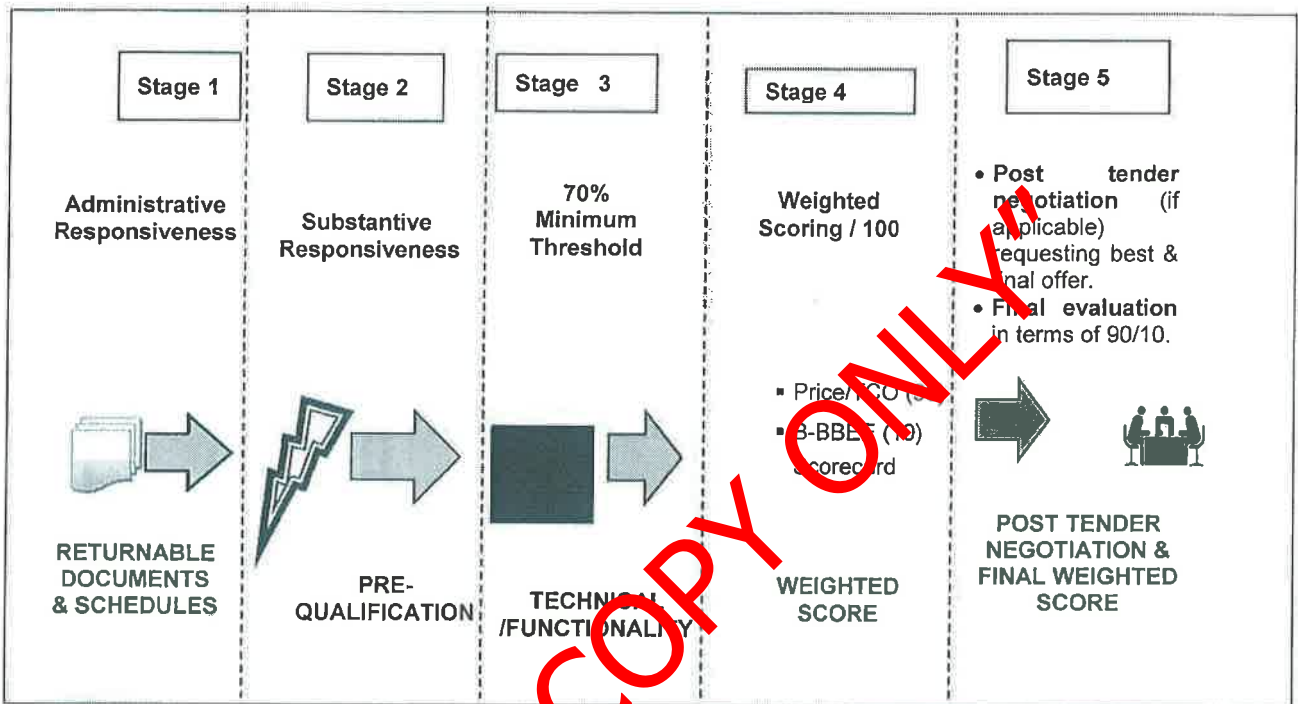 Stage 1
Administrative
Responsiveness
RETURNABLE
DOCUMENTS
& SCHEDULES
Stage 2
Substantive
Responsiveness
PRE-
QUALIFICATION
Stage 3
70%
Minimum
Threshold
TECHNICAL
/FUNCTIONALITY
Stage 4
Weighted
Scoring / 100
▪ Price/TCO
▪ B-BBEE (10)
Scorecard
WEIGHTED
SCORE
Stage 5
• Post tender
negotiation (if
applicable)
requesting best &
final offer.
• Final evaluation
in terms of 90/10.
POST TENDER
NEGOTIATION &
FINAL WEIGHTED
SCORE
COPY ONLY"